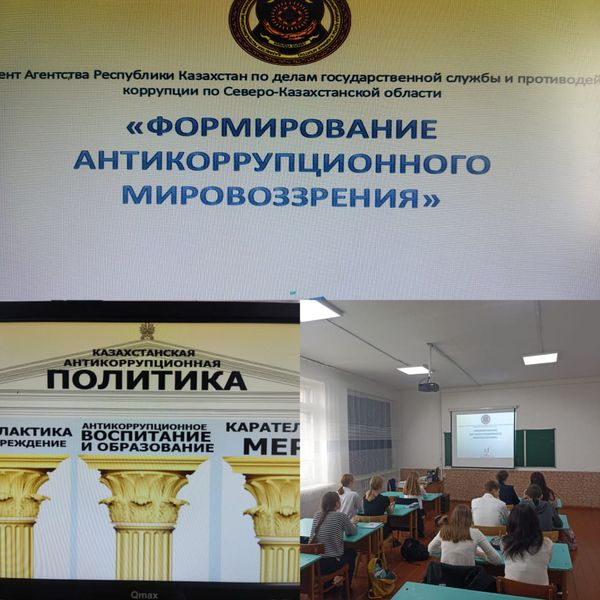 ент Агентства Республики Казахстан по делам государственной службы и противодей
коррупции по Северо-Казахстанской области
«ФОРМИРОВАНИЕ
АНТИКОРРУПЦИОННОГО
МИРОВОЗЗРЕНИЯ»
КАЗАХСТАНСКАЯ
АНТИКОРРУПЦИОННАЯ
ПОЛИТИКА
ЛАКТИКА
РЕЖДЕНИЕ
АНТИКОРРУПЦИОННОЕ
ВОСПИТАНИЕ
И ОБРАЗОВАНИЕ
КАРАТЕЛ
МЕР
Qmax